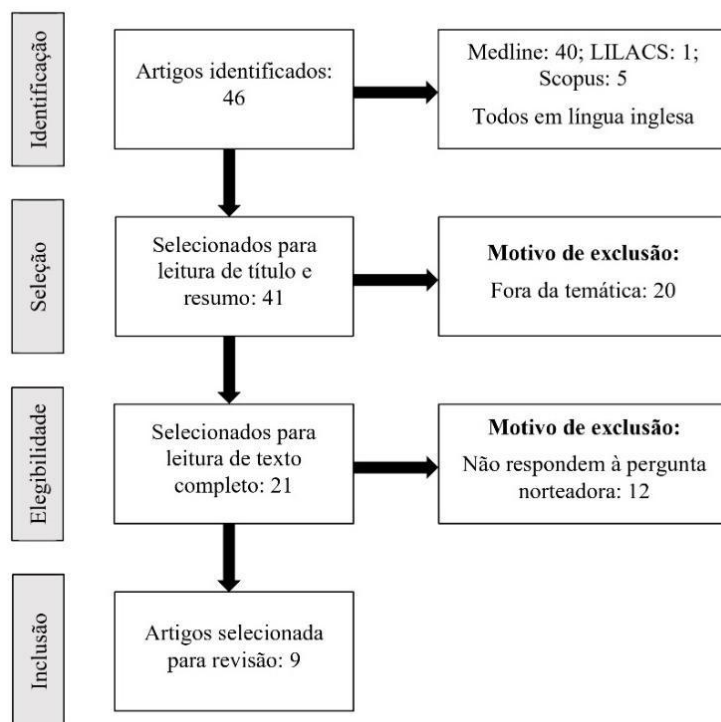 Identificação
Artigos identificados:
46
Medline: 40; LILACS: 1;
Scopus: 5
Todos em língua inglesa
Seleção
Selecionados para
leitura de título e
resumo: 41
Motivo de exclusão:
Fora da temática: 20
Elegibilidade
Selecionados para
leitura de texto
completo: 21
Motivo de exclusão:
Não respondem à pergunta
norteadora: 12
Inclusão
Artigos selecionada
para revisão: 9